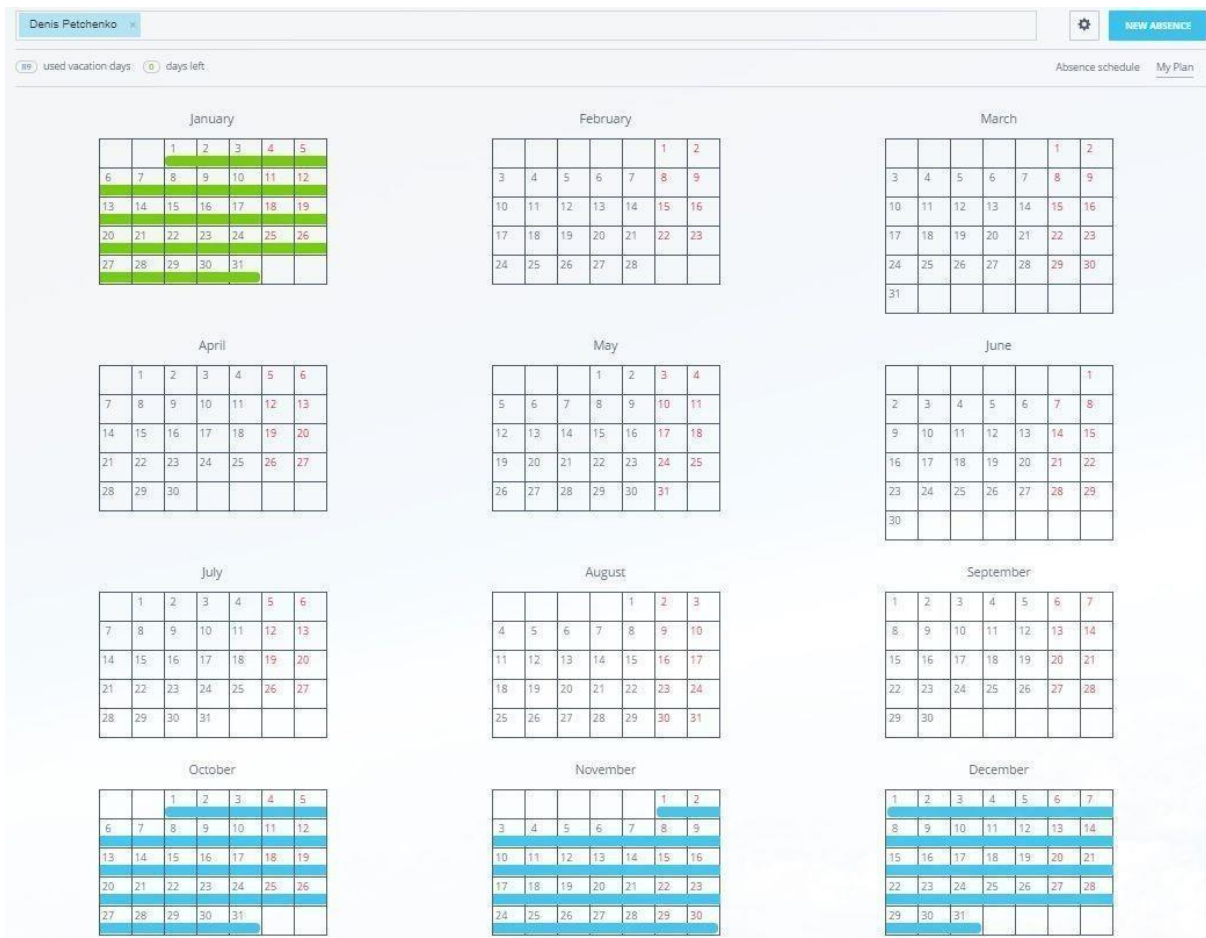 Denis Petchenko ×
NEW ABSENCE
89 used vacation days 0 days left
Absence schedule My Plan
January February March
1 2 3 4 5
6 7 8 9 10 11 12
13 14 15 16 17 18 19
20 21 22 23 24 25 26
27 28 29 30 31
1 2
3 4 5 6 7 8 9
10 11 12 13 14 15 16
17 18 19 20 21 22 23
24 25 26 27 28
1 2
3 4 5 6 7 8 9
10 11 12 13 14 15 16
17 18 19 20 21 22 23
24 25 26 27 28 29 30
31
April May June
1 2 3 4 5 6
7 8 9 10 11 12 13
14 15 16 17 18 19 20
21 22 23 24 25 26 27
28 29 30
1 2 3 4
5 6 7 8 9 10 11
12 13 14 15 16 17 18
19 20 21 22 23 24 25
26 27 28 29 30 31
1
2 3 4 5 6 7 8
9 10 11 12 13 14 15
16 17 18 19 20 21 22
23 24 25 26 27 28 29
30
July August September
1 2 3 4 5 6
7 8 9 10 11 12 13
14 15 16 17 18 19 20
21 22 23 24 25 26 27
28 29 30 31
1 2 3
4 5 6 7 8 9 10
11 12 13 14 15 16 17
18 19 20 21 22 23 24
25 26 27 28 29 30 31
1 2 3 4 5 6 7
8 9 10 11 12 13 14
15 16 17 18 19 20 21
22 23 24 25 26 27 28
29 30
October November December
1 2 3 4 5
6 7 8 9 10 11 12
13 14 15 16 17 18 19
20 21 22 23 24 25 26
27 28 29 30 31
1 2
3 4 5 6 7 8 9
10 11 12 13 14 15 16
17 18 19 20 21 22 23
24 25 26 27 28 29 30
1 2 3 4 5 6 7
8 9 10 11 12 13 14
15 16 17 18 19 20 21
22 23 24 25 26 27 28
29 30 31